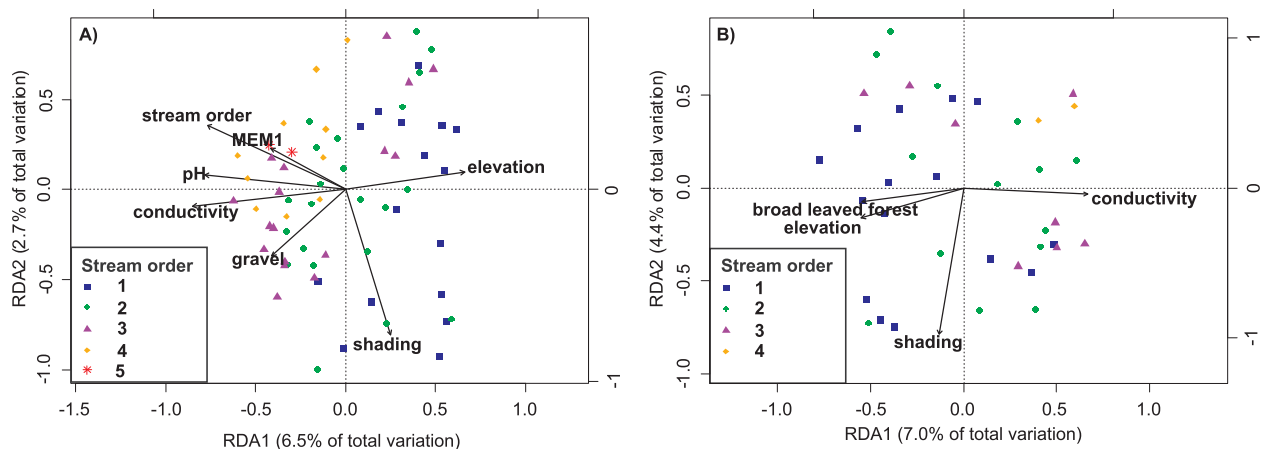 A)
stream order
MEM1
pH
conductivity
gravel
elevation
shading
Stream order
1
2
3
4
5
0.5
0.0
-0.5
-1.0
RDA2 (2.7% of total variation)
0
-1
-1.5
-1.0
-0.5
0.0
0.5
1.0
RDA1 (6.5% of total variation)
B)
broad leaved forest
elevation
conductivity
shading
Stream order
1
2
3
4
0.5
0.0
-0.5
-1.0
RDA2 (4.4% of total variation)
1
0
-1
-1.0
-0.5
0.0
0.5
1.0
RDA1 (7.0% of total variation)